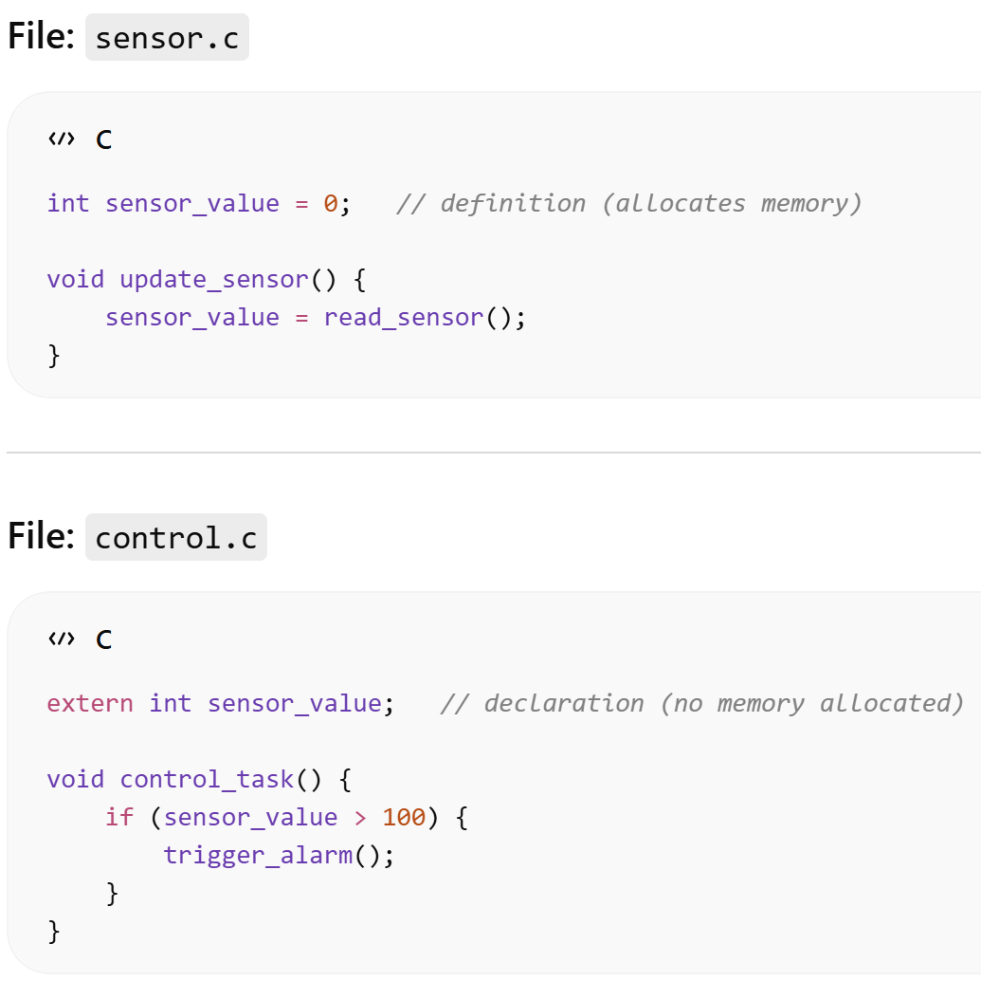 File: sensor.c
C
int sensor_value = 0;   // definition (allocates memory)
void update_sensor() {
    sensor_value = read_sensor();
}
File: control.c
C
extern int sensor_value;   // declaration (no memory allocated)
void control_task() {
    if (sensor_value > 100) {
        trigger_alarm();
    }
}